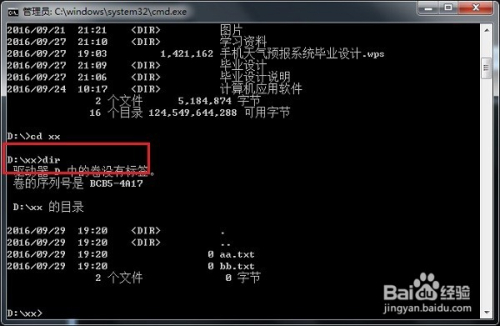 管理员: C:\windows\system32\cmd.exe
2016/09/21  21:21    <DIR>          图片
2016/09/27  21:10    <DIR>          学习资料
2016/09/27  19:03         1,421,162 手机天气预报系统毕业设计.wps
2016/09/27  21:09    <DIR>          毕业设计
2016/09/27  21:06    <DIR>          毕业设计说明
2016/09/24  10:17    <DIR>          计算机应用软件
2 个文件      5,184,874 字节
16 个目录 124,549,644,288 可用字节
D:\>cd xx
D:\xx>dir
驱动器 D 中的卷没有标签。
卷的序列号是 BCB5-4A17
D:\xx 的目录
2016/09/29  19:20    <DIR>          .
2016/09/29  19:20    <DIR>          ..
2016/09/29  19:20                 0 aa.txt
2016/09/29  19:20                 0 bb.txt
2 个文件              0 字节
D:\xx>
Baidu 经验
jingyan.baidu.com